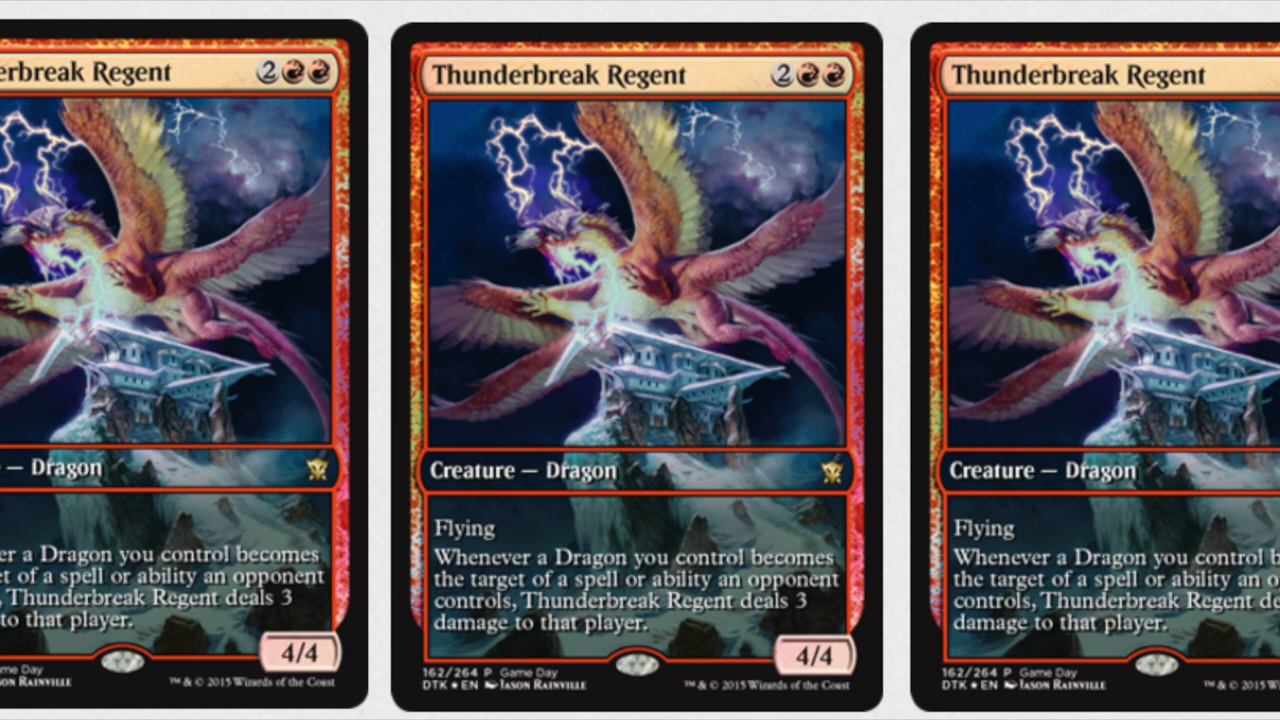 erbreak Regent 2
— Dragon
er a Dragon you control becomes
et of a spell or ability an opponent
, Thunderbreak Regent deals 3
to that player.
4/4
me Day
ON RAINVILLE ™ & © 2015 Wizards of the Coast
Thunderbreak Regent 2
Creature — Dragon
Flying
Whenever a Dragon you control becomes
the target of a spell or ability an opponent
controls, Thunderbreak Regent deals 3
damage to that player.
4/4
162/264 P Game Day
DTK ★ EN JASON RAINVILLE ™ & © 2015 Wizards of the Coast
Thunderbreak Regent
Creature — Dragon
Flying
Whenever a Dragon you control b
the target of a spell or ability an o
controls, Thunderbreak Regent de
damage to that player.
162/264 P Game Day
DTK ★ EN JASON RAINVILLE ™ & © 2015 W